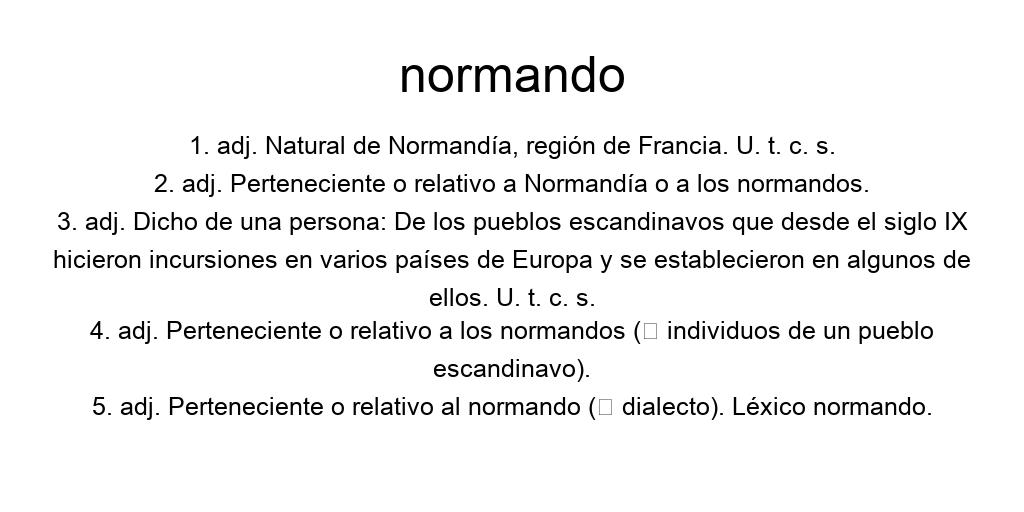 normando
1. adj. Natural de Normandía, región de Francia. U. t. c. s.
2. adj. Perteneciente o relativo a Normandía o a los normandos.
3. adj. Dicho de una persona: De los pueblos escandinavos que desde el siglo IX
hicieron incursiones en varios países de Europa y se establecieron en algunos de
ellos. U. t. c. s.
4. adj. Perteneciente o relativo a los normandos (□ individuos de un pueblo
escandinavo).
5. adj. Perteneciente o relativo al normando (□ dialecto). Léxico normando.